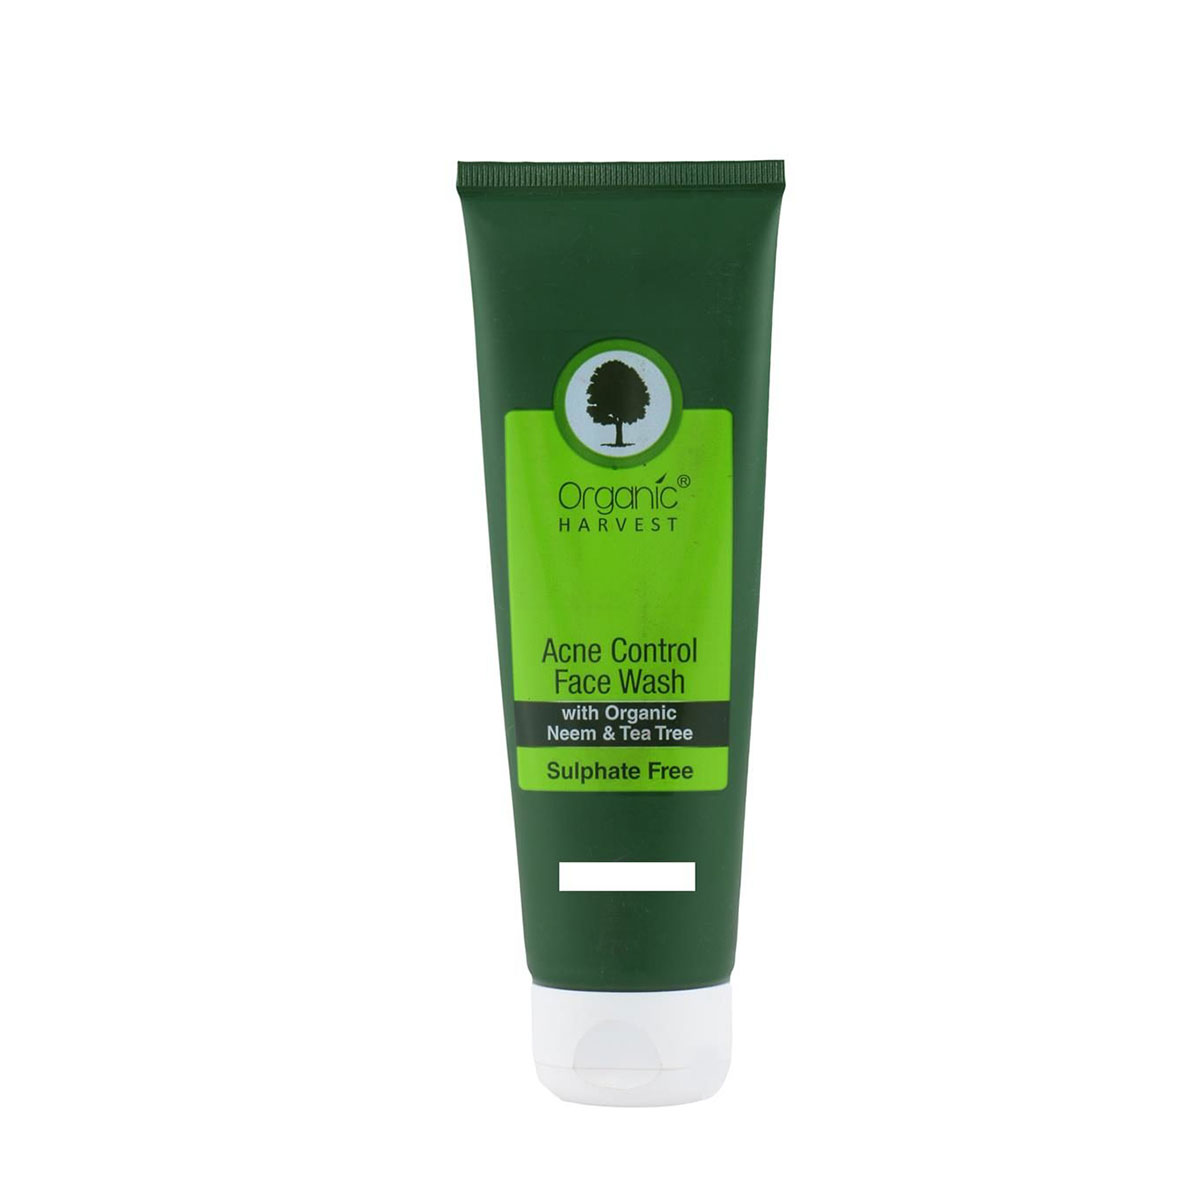 Organic®
HARVEST
Acne Control
Face Wash
with Organic
Neem & Tea Tree
Sulphate Free